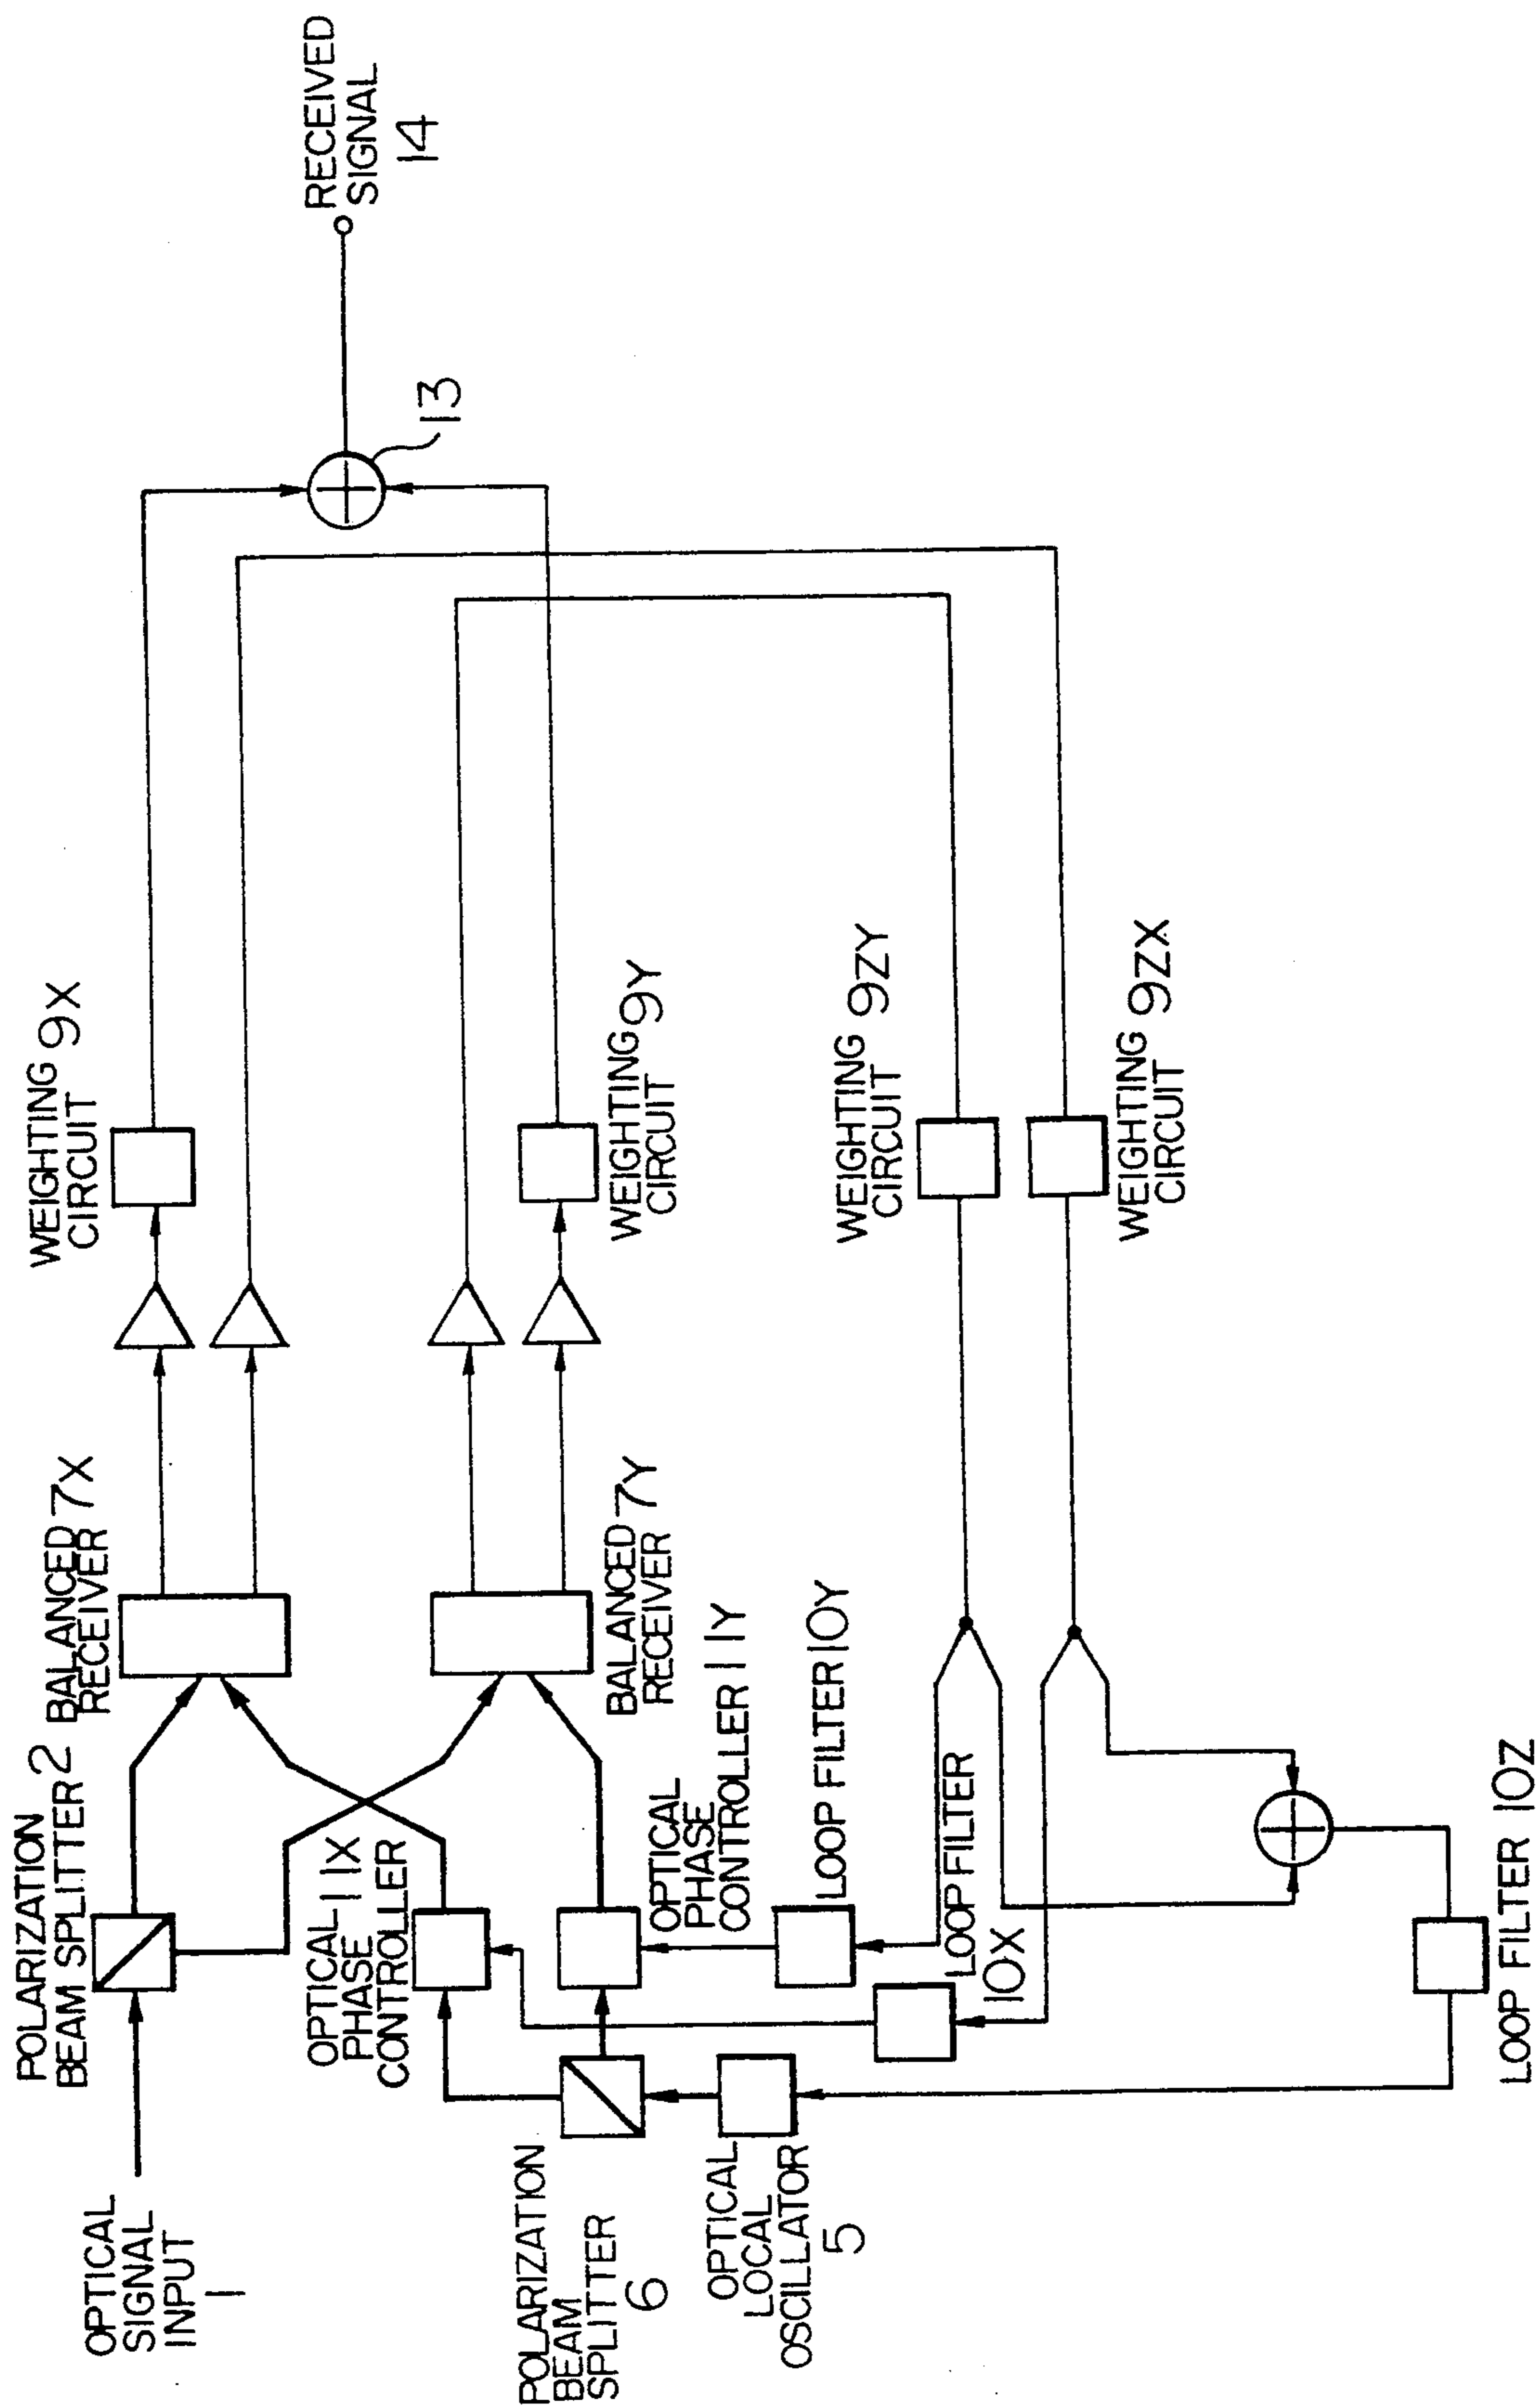 OPTICAL
SIGNAL
INPUT
1
POLARIZATION
BEAM SPLITTER 2
BALANCED
RECEIVER 7X
WEIGHTING 9X
CIRCUIT
RECEIVED
SIGNAL
14
13
OPTICAL 11X
PHASE
CONTROLLER
BALANCED 7Y
RECEIVER
WEIGHTING 9Y
CIRCUIT
POLARIZATION
BEAM
SPLITTER
6
OPTICAL
PHASE
CONTROLLER 11Y
OPTICAL
LOCAL
OSCILLATOR
5
LOOP FILTER 10Y
WEIGHTING 9ZY
CIRCUIT
LOOP FILTER
10X
WEIGHTING 9ZX
CIRCUIT
LOOP FILTER 10Z